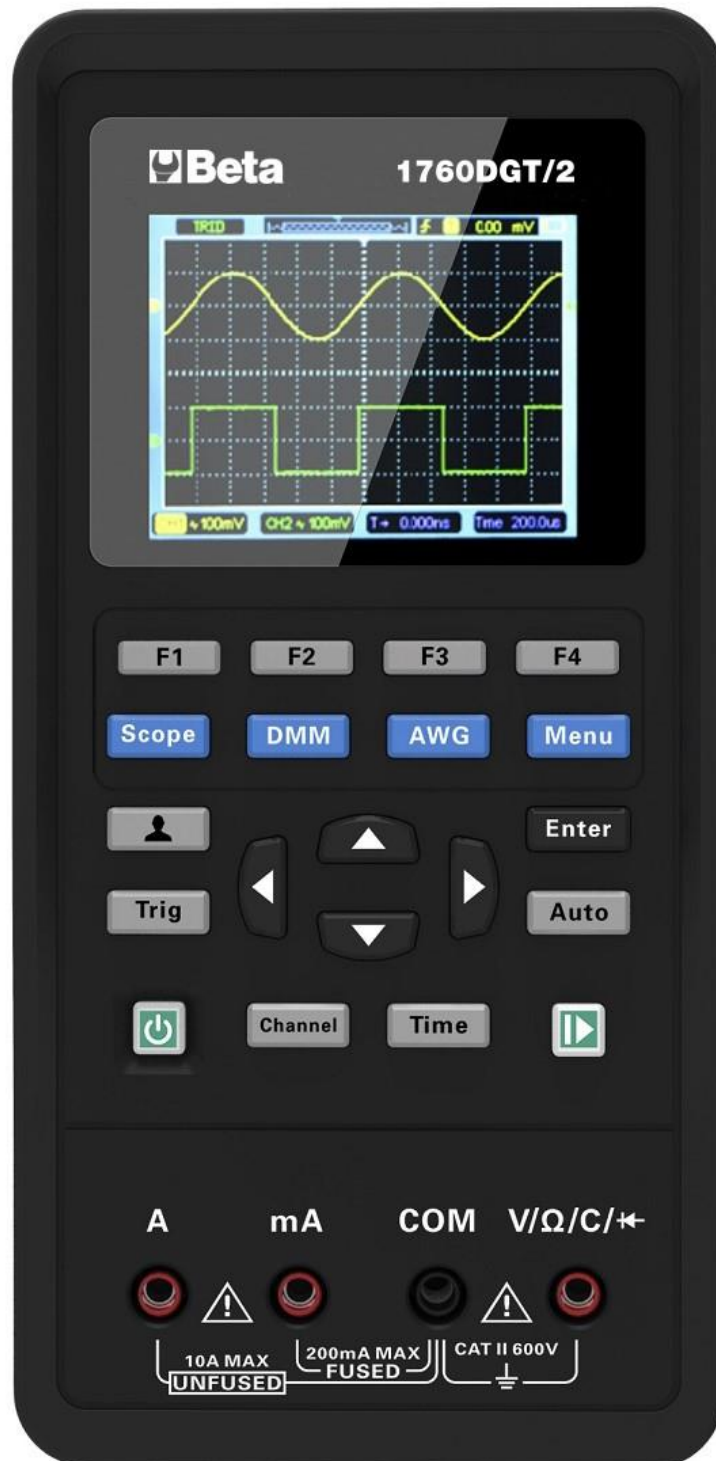 Beta 1760DGT/2
TRID 0.00 mV
100mV CH2 100mV T→ 0.000ns Time 200.0us
F1 F2 F3 F4
Scope DMM AWG Menu
Enter
Trig Auto
Channel Time
A mA COM V/Ω/C/
10A MAX 200mA MAX CAT II 600V
UNFUSED FUSED